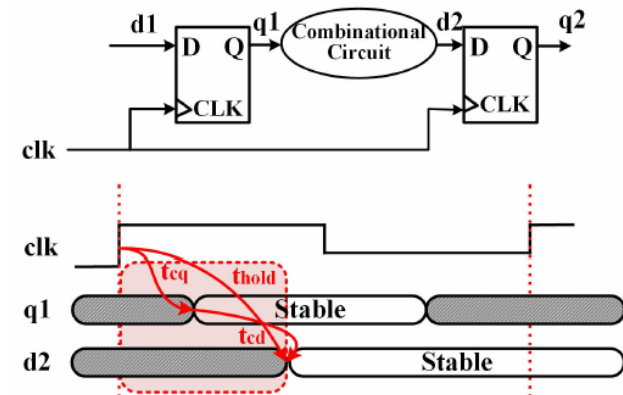 d1 q1 Combinational Circuit d2 q2
D Q D Q
CLK CLK
clk
clk
tcq thold
q1 Stable
tcd
d2 Stable